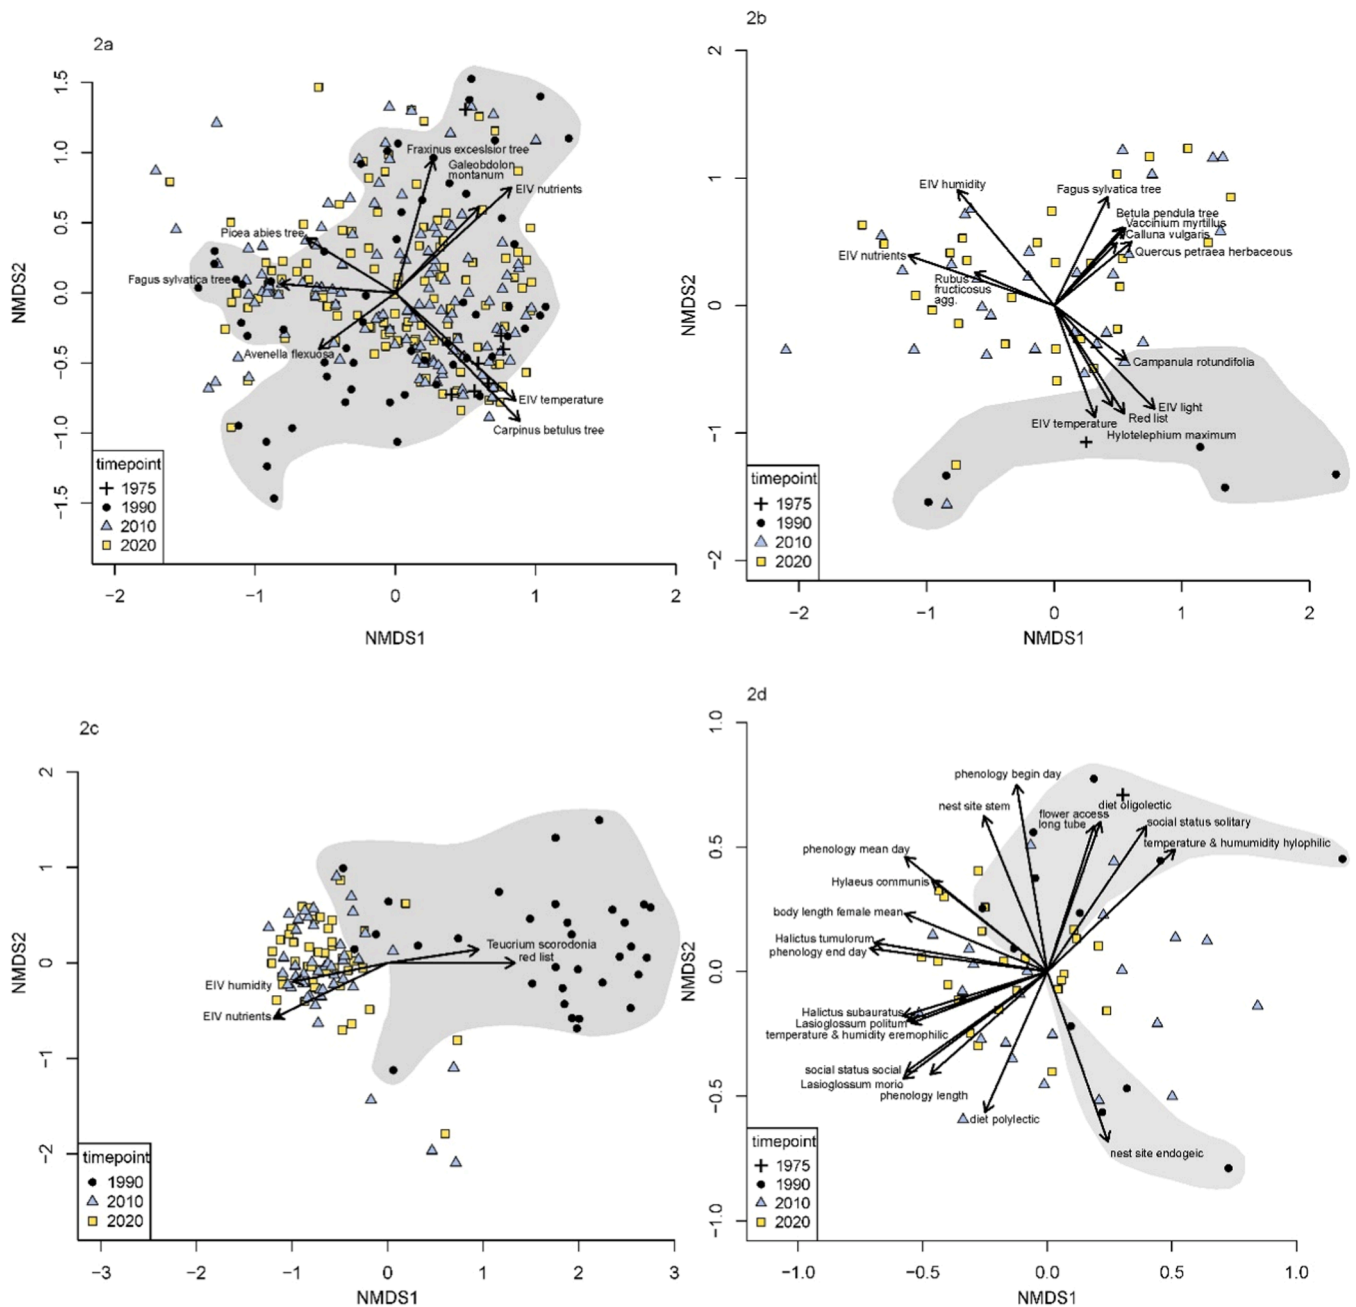 2a
1.5
1.0
0.5
0.0
−0.5
−1.0
−1.5
NMDS2
Fraxinus exceslsior tree
Galeobdolon
montanum
EIV nutrients
Picea abies tree
Fagus sylvatica tree
Avenella flexuosa
EIV temperature
Carpinus betulus tree
timepoint
1975
1990
2010
2020
−2
−1
0
1
2
NMDS1
2b
2
1
0
−1
−2
NMDS2
EIV humidity
Fagus sylvatica tree
Betula pendula tree
Vaccinium myrtillus
Calluna vulgaris
Quercus petraea herbaceous
EIV nutrients
Rubus
fructicosus
agg.
Campanula rotundifolia
EIV light
Red list
EIV temperature
Hylotelephium maximum
timepoint
1975
1990
2010
2020
−2
−1
0
1
2
NMDS1
2c
2
1
0
−1
−2
NMDS2
Teucrium scorodonia
red list
EIV humidity
EIV nutrients
timepoint
1990
2010
2020
−3
−2
−1
0
1
2
3
NMDS1
2d
1.0
0.5
0.0
−0.5
−1.0
NMDS2
phenology begin day
nest site stem
diet oligolectic
flower access
long tube
social status solitary
temperature & humumidity hylophilic
phenology mean day
Hylaeus communis
body length female mean
Halictus tumulorum
phenology end day
Halictus subauratus
Lasioglossum politum
temperature & humidity eremophilic
social status social
Lasioglossum morio
phenology length
diet polylectic
nest site endogeic
timepoint
1975
1990
2010
2020
−1.0
−0.5
0.0
0.5
1.0
NMDS1